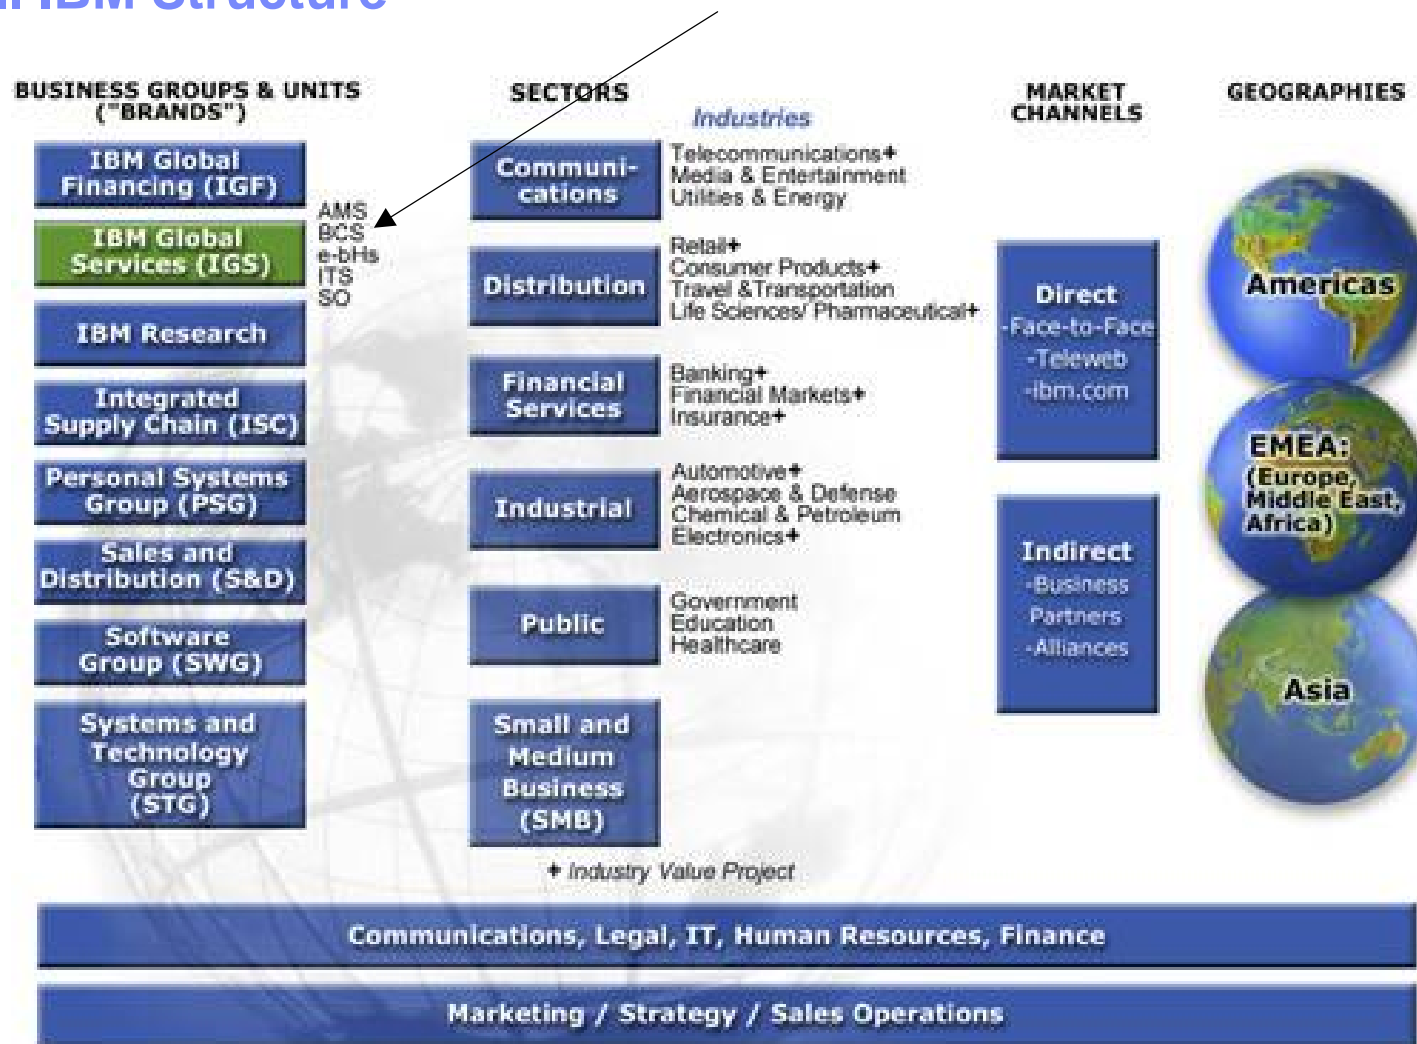 IBM Structure
BUSINESS GROUPS & UNITS
("BRANDS")
IBM Global
Financing (IGF)
IBM Global
Services (IGS)
AMS
BCS
e-bHs
ITS
SO
IBM Research
Integrated
Supply Chain (ISC)
Personal Systems
Group (PSG)
Sales and
Distribution (S&D)
Software
Group (SWG)
Systems and
Technology
Group
(STG)
SECTORS
Industries
Communi-
cations
Telecommunications+
Media & Entertainment
Utilities & Energy
Distribution
Retail+
Consumer Products+
Travel &Transportation
Life Sciences/ Pharmaceutical+
Financial
Services
Banking+
Financial Markets+
Insurance+
Industrial
Automotive+
Aerospace & Defense
Chemical & Petroleum
Electronics+
Public
Government
Education
Healthcare
Small and
Medium
Business
(SMB)
+ Industry Value Project
MARKET
CHANNELS
Direct
-Face-to-Face
-Teleweb
-ibm.com
Indirect
-Business
Partners
-Alliances
GEOGRAPHIES
Americas
EMEA:
(Europe,
Middle East,
Africa)
Asia
Communications, Legal, IT, Human Resources, Finance
Marketing / Strategy / Sales Operations